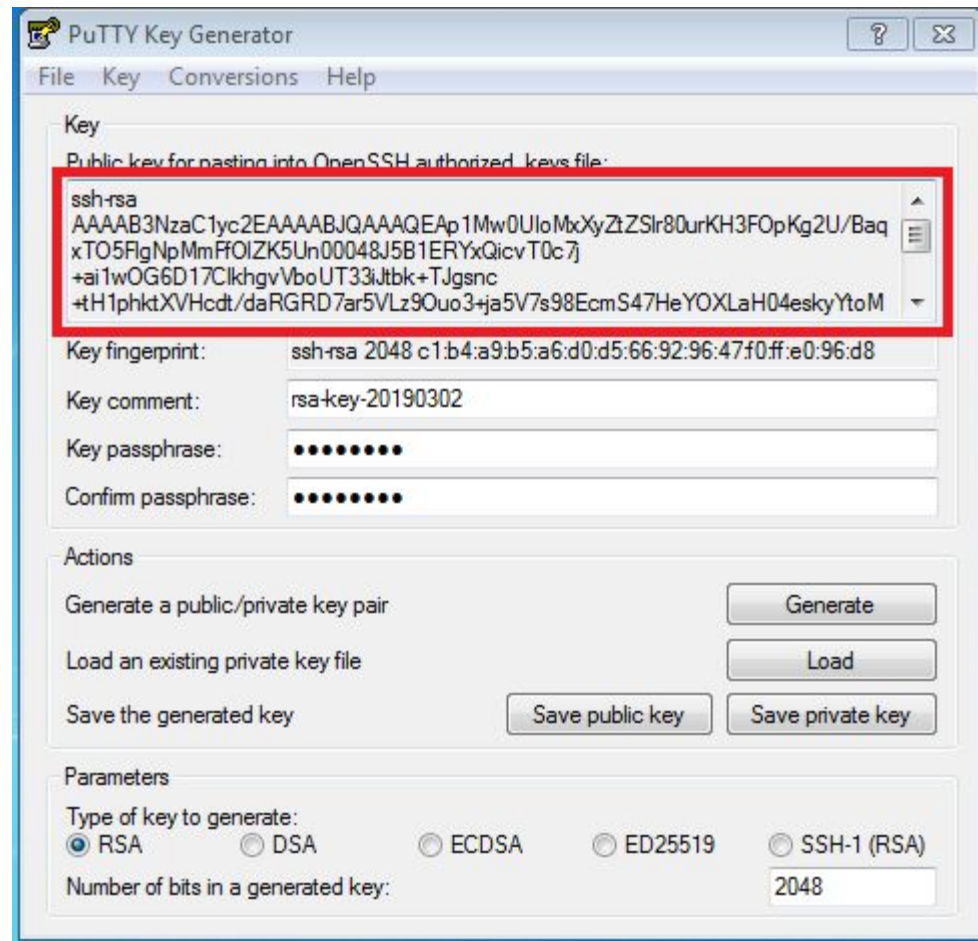 PuTTY Key Generator
File Key Conversions Help
Key
Public key for pasting into OpenSSH authorized_keys file:
ssh-rsa
AAAAB3NzaC1yc2EAAAABJQAAAQEAp1Mw0UloMxXyZtZSlr80urKH3FOpKg2U/Baq
xTO5FlgNpMmFfOlZK5Un00048J5B1ERYxQicvT0c7j
+ai1wOG6D17ClkhgvVboUT33iJtbk+TJgsnc
+tH1phktXVHcdt/daRGRD7ar5VLz9Ouo3+ja5V7s98EcmS47HeYOXLaH04eskyYtoM
Key fingerprint: ssh-rsa 2048 c1:b4:a9:b5:a6:d0:d5:66:92:96:47:f0:ff:e0:96:d8
Key comment: rsa-key-20190302
Key passphrase: ●●●●●●●●
Confirm passphrase: ●●●●●●●●
Actions
Generate a public/private key pair Generate
Load an existing private key file Load
Save the generated key Save public key Save private key
Parameters
Type of key to generate:
RSA DSA ECDSA ED25519 SSH-1 (RSA)
Number of bits in a generated key: 2048